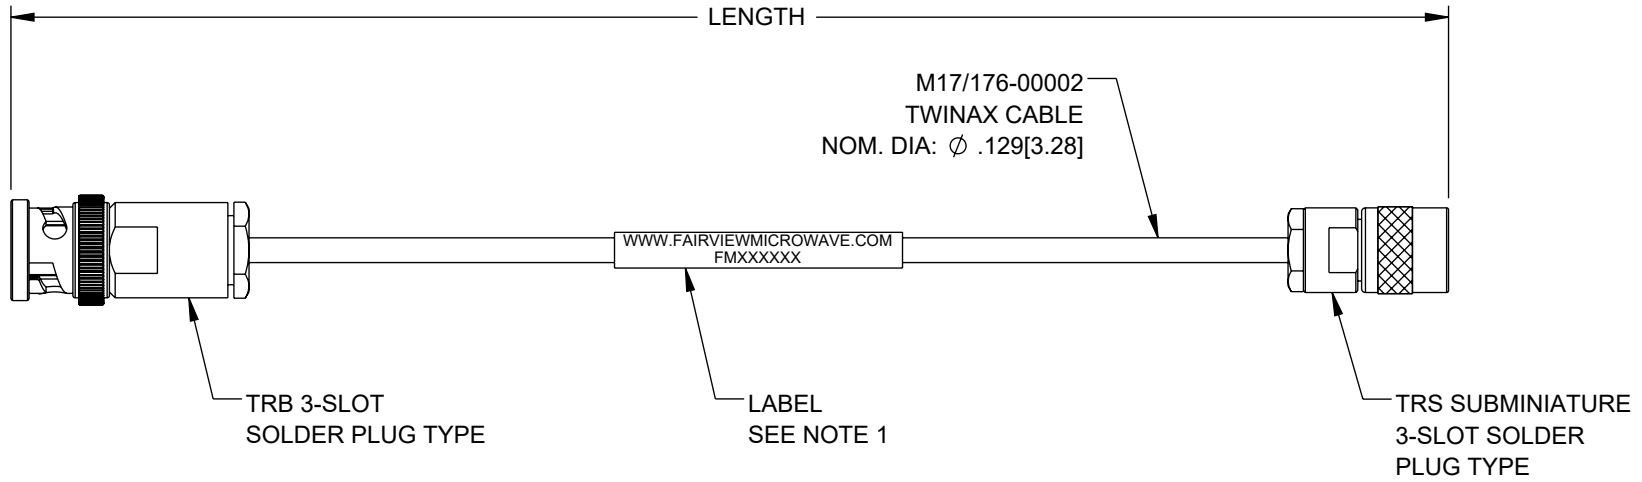 LENGTH
M17/176-00002
TWINAX CABLE
NOM. DIA: ∅ .129[3.28]
WWW.FAIRVIEWMICROWAVE.COM
FMXXXXXX
TRB 3-SLOT
SOLDER PLUG TYPE
LABEL
SEE NOTE 1
TRS SUBMINIATURE
3-SLOT SOLDER
PLUG TYPE